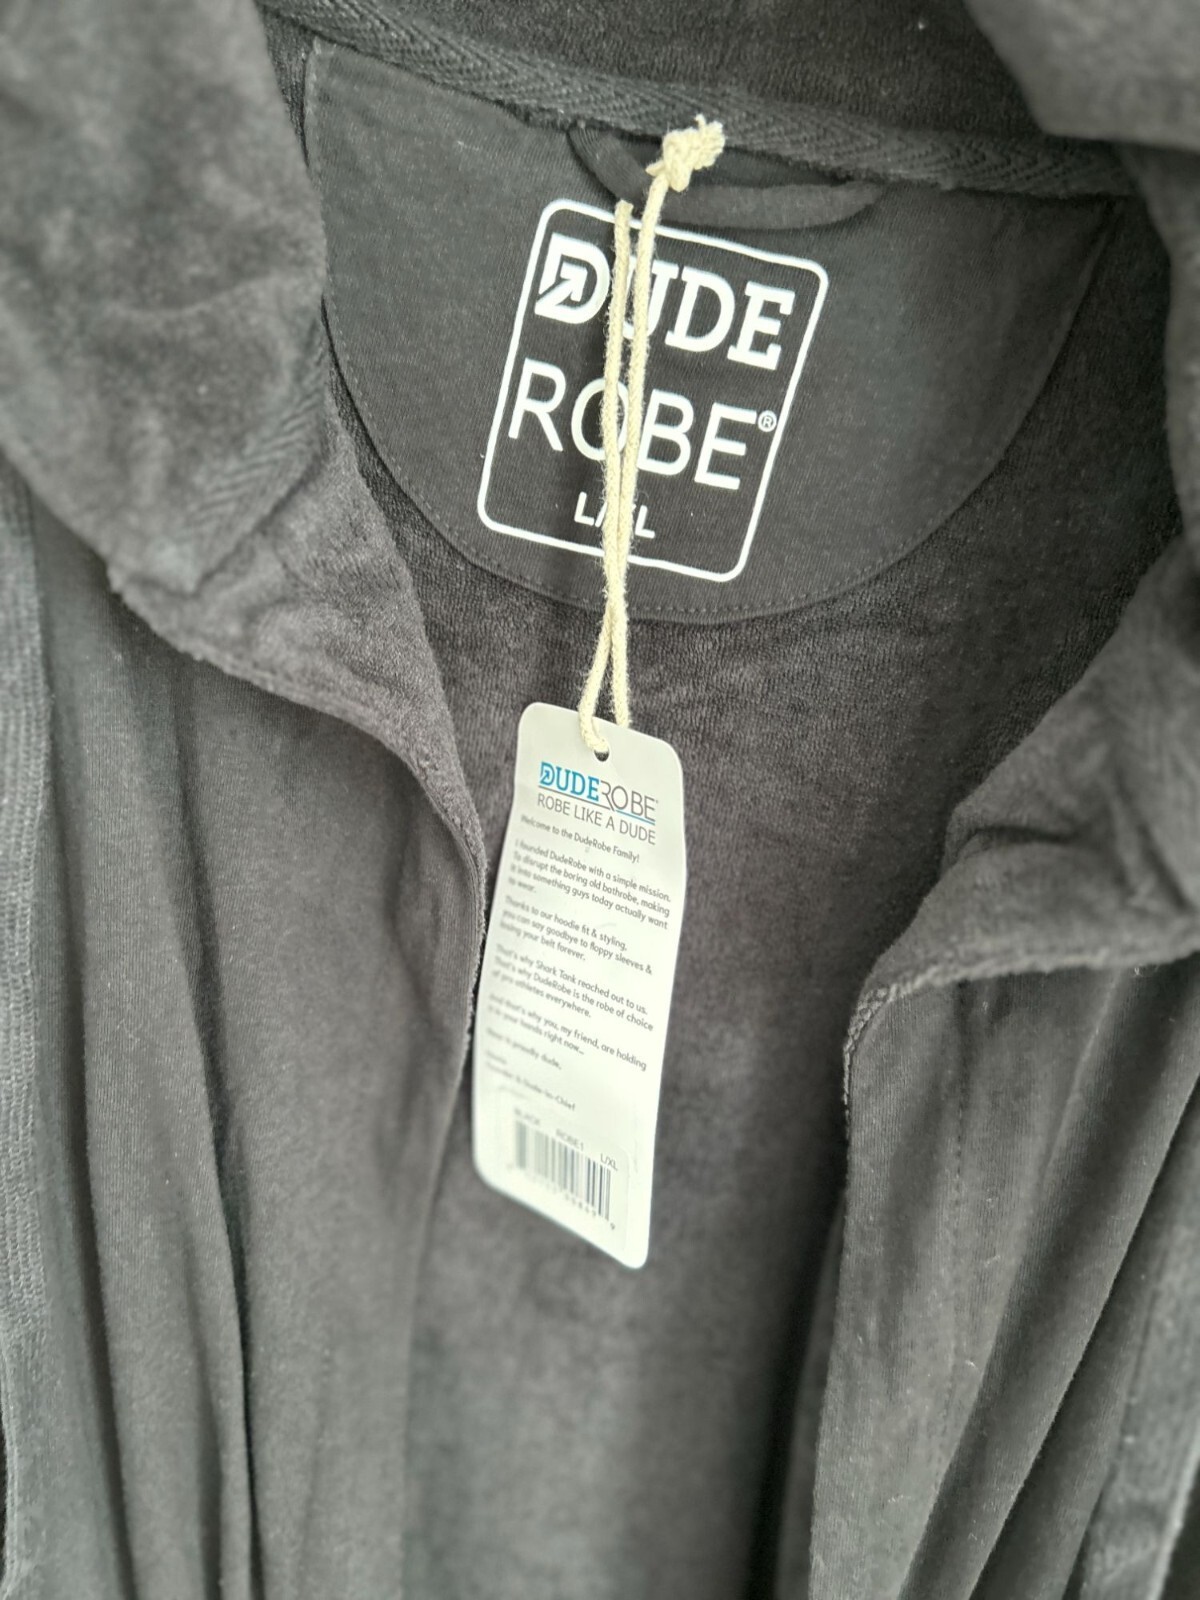 DUDE
ROBE®
L/XL
DUDEROBE
ROBE LIKE A DUDE
Welcome to the DudeRobe Family!
I founded DudeRobe with a simple mission.
To disrupt the boring old bathrobe, making
it into something guys today actually want
to wear.
Thanks to our hoodie fit & styling,
you can say goodbye to floppy sleeves &
losing your belt forever.
That's why Shark Tank reached out to us.
That's why DudeRobe is the robe of choice
of pro athletes everywhere.
And that's why you, my friend, are holding
it in your hands right now...
Wear it proudly dude,
Founder & Dude-in-Chief
BLACK ROBE1 L/XL